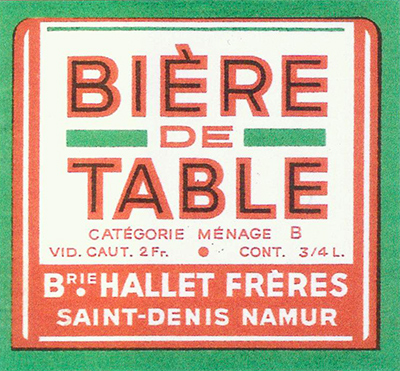 BIÈRE
DE
TABLE
CATÉGORIE MÉNAGE B
VID. CAUT. 2 Fr. • CONT. 3/4 L.
BRIE HALLET FRÈRES
SAINT-DENIS NAMUR